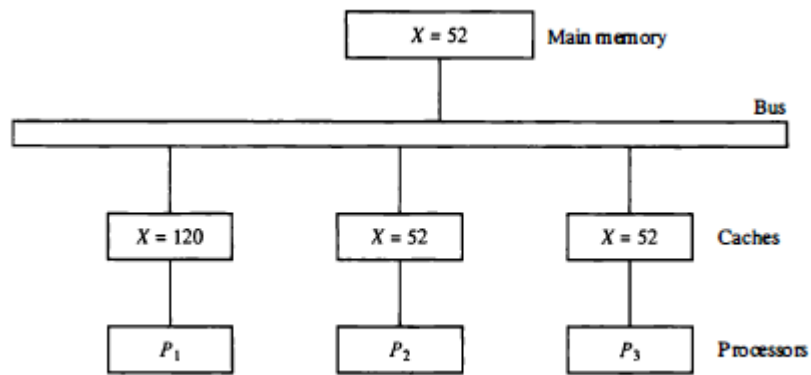 X = 52 Main memory
Bus
X = 120 X = 52 X = 52 Caches
P1 P2 P3 Processors